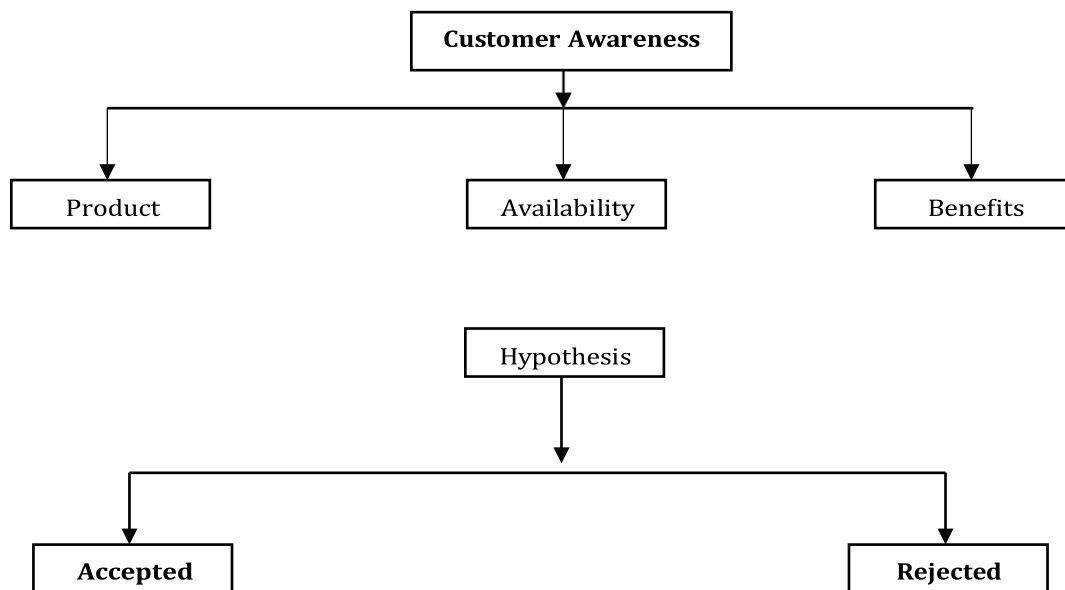 Customer Awareness
Product
Availability
Benefits
Hypothesis
Accepted
Rejected